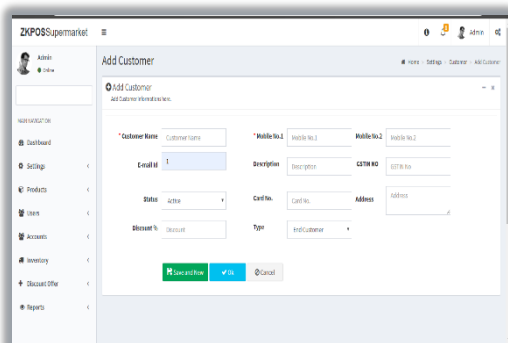 ZKPOSSupermarket
Admin
Admin
Online
Add Customer
Home > Settings > Customer > Add Customer
Add Customer
Add Customer informations here.
MAIN NAVIGATION
Dashboard
Settings
Products
Users
Accounts
Inventory
Discount Offer
Reports
* Customer Name Customer Name * Mobile No.1 Mobile No.1 Mobile No.2 Mobile No.2
E-mail Id 1 Description Description GSTIN NO GSTIN No
Status Active Card No. Card No. Address Address
Discount % Discount Type End Customer
Save and New Ok Cancel